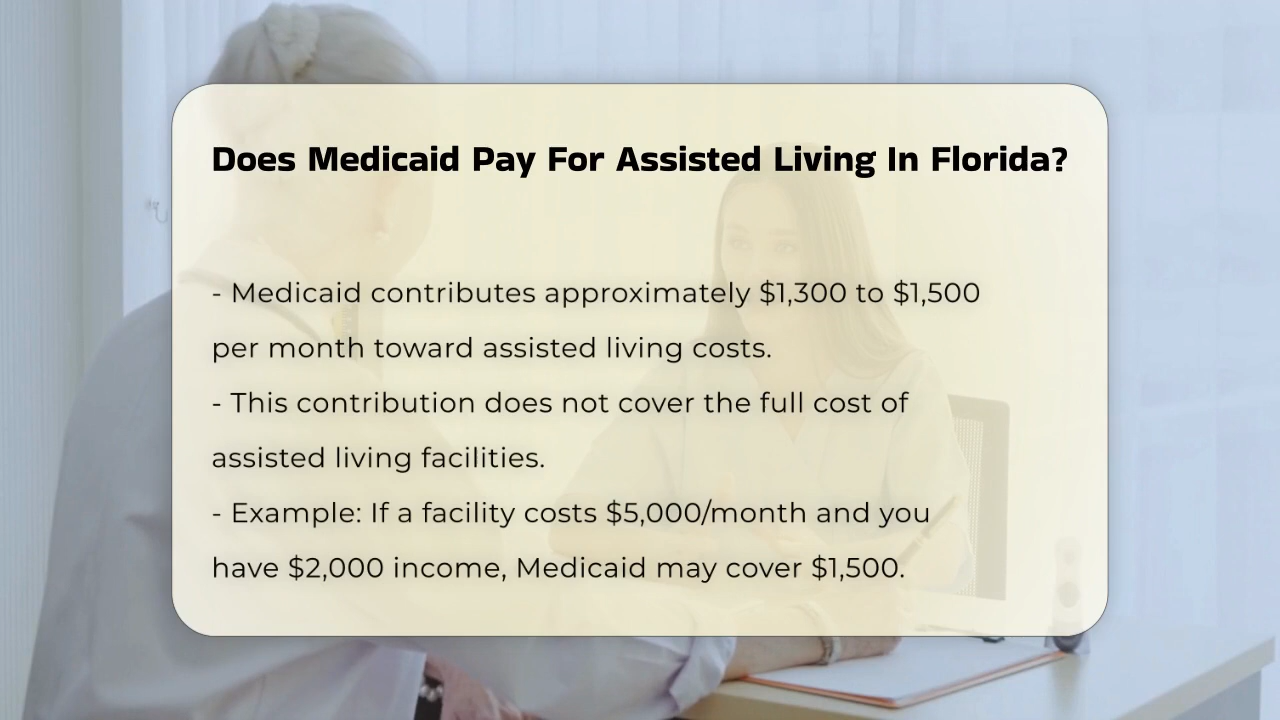 Does Medicaid Pay For Assisted Living In Florida?
- Medicaid contributes approximately $1,300 to $1,500
per month toward assisted living costs.
- This contribution does not cover the full cost of
assisted living facilities.
- Example: If a facility costs $5,000/month and you
have $2,000 income, Medicaid may cover $1,500.